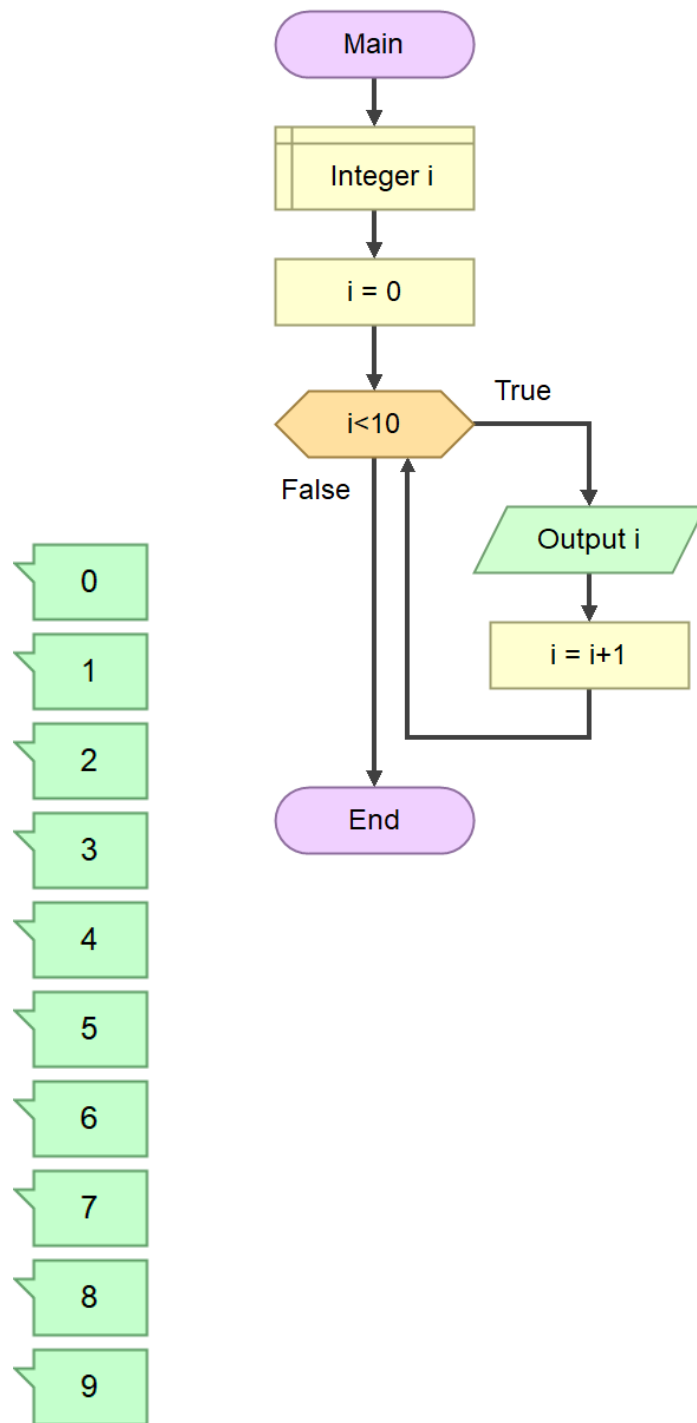 Main
Integer i
i = 0
i<10
True
False
Output i
i = i+1
End
0
1
2
3
4
5
6
7
8
9